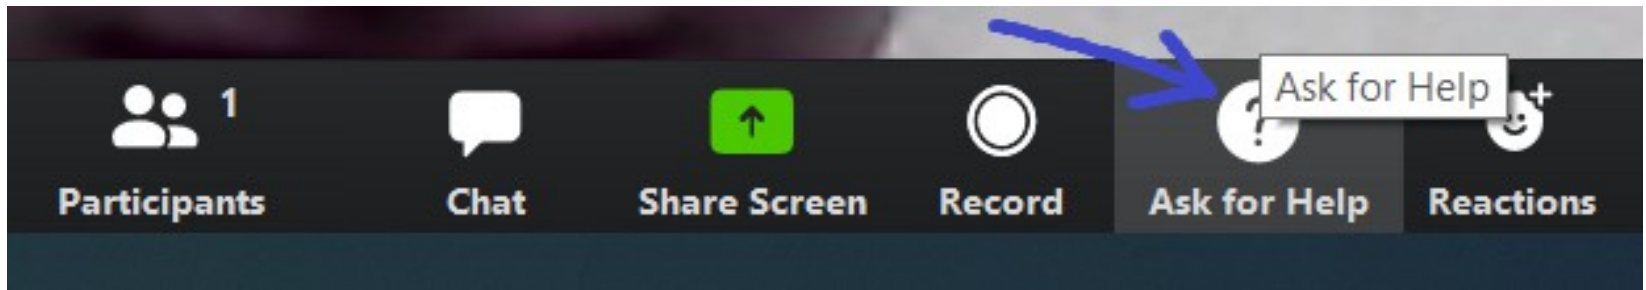 Ask for Help
1
Participants
Chat
Share Screen
Record
Ask for Help
Reactions